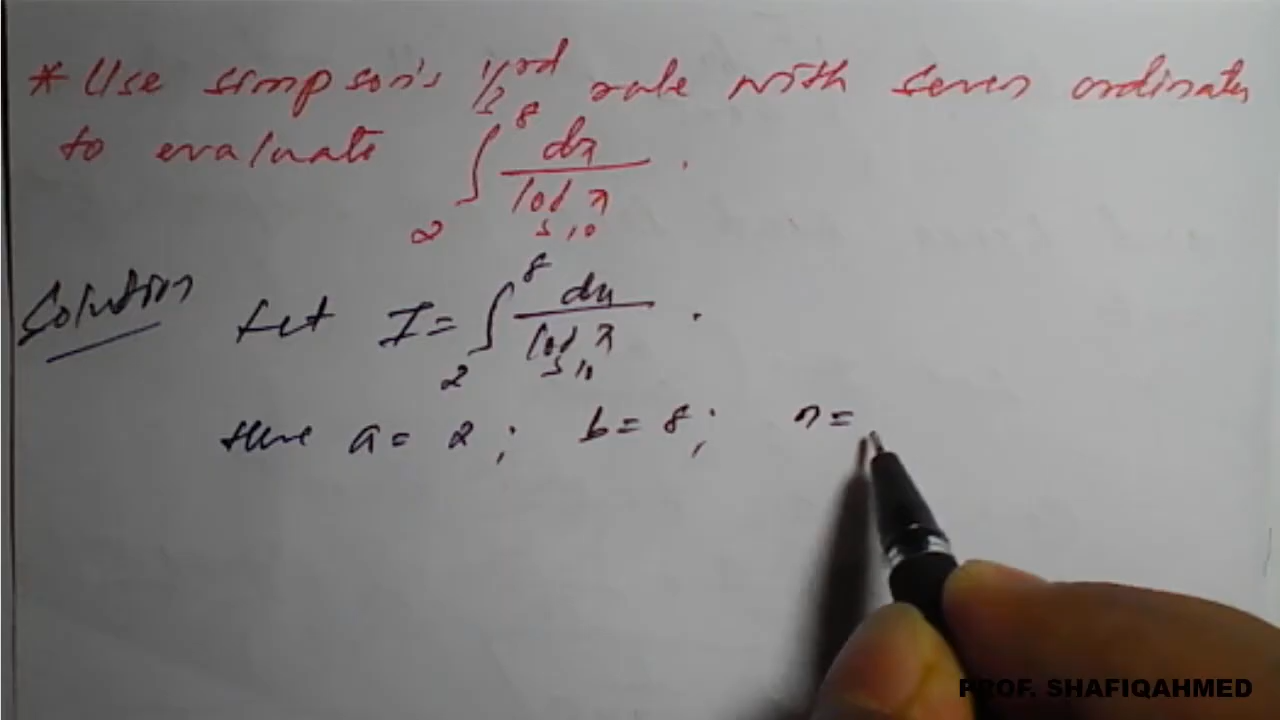 * Use simpson's 1/3rd rule with seven ordinates
to evaluate ∫₂⁸ dx / log₁₀ x .
Solution Let I = ∫₂⁸ dx / log₁₀ x .
Here a = 2 ; b = 8 ; n =
PROF. SHAFIQAHMED